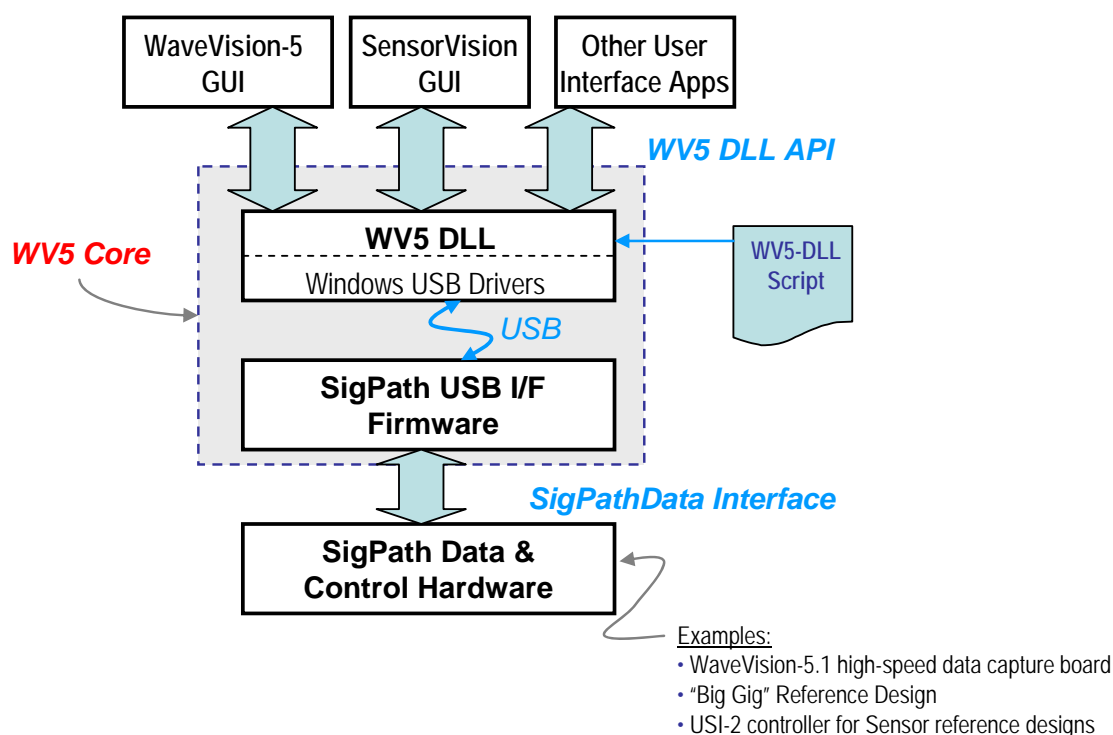 WaveVision-5
GUI
SensorVision
GUI
Other User
Interface Apps
WV5 DLL API
WV5 Core
WV5 DLL
Windows USB Drivers
WV5-DLL
Script
USB
SigPath USB I/F
Firmware
SigPathData Interface
SigPath Data &
Control Hardware
Examples:
• WaveVision-5.1 high-speed data capture board
• “Big Gig” Reference Design
• USI-2 controller for Sensor reference designs